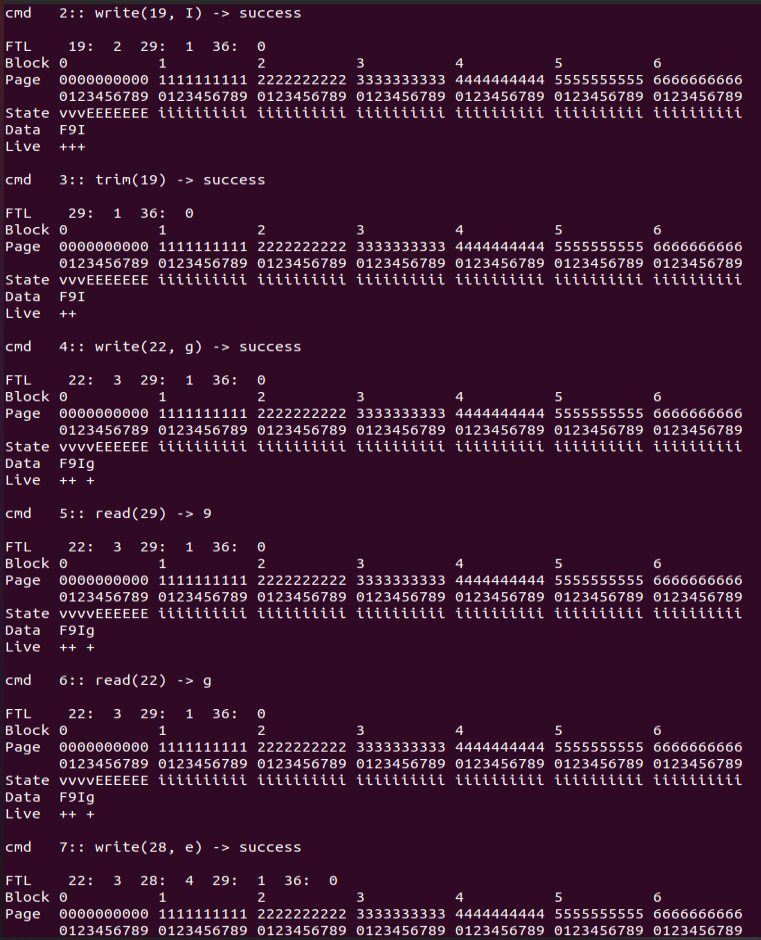 cmd   2:: write(19, I) -> success
FTL    19:  2  29:  1  36:  0
Block 0          1          2          3          4          5          6
Page  0000000000 1111111111 2222222222 3333333333 4444444444 5555555555 6666666666
      0123456789 0123456789 0123456789 0123456789 0123456789 0123456789 0123456789
State vvvEEEEEEE iiiiiiiiii iiiiiiiiii iiiiiiiiii iiiiiiiiii iiiiiiiiii iiiiiiiiii
Data  F9I
Live  +++
cmd   3:: trim(19) -> success
FTL    29:  1  36:  0
Block 0          1          2          3          4          5          6
Page  0000000000 1111111111 2222222222 3333333333 4444444444 5555555555 6666666666
      0123456789 0123456789 0123456789 0123456789 0123456789 0123456789 0123456789
State vvvEEEEEEE iiiiiiiiii iiiiiiiiii iiiiiiiiii iiiiiiiiii iiiiiiiiii iiiiiiiiii
Data  F9I
Live  ++
cmd   4:: write(22, g) -> success
FTL    22:  3  29:  1  36:  0
Block 0          1          2          3          4          5          6
Page  0000000000 1111111111 2222222222 3333333333 4444444444 5555555555 6666666666
      0123456789 0123456789 0123456789 0123456789 0123456789 0123456789 0123456789
State vvvvEEEEEE iiiiiiiiii iiiiiiiiii iiiiiiiiii iiiiiiiiii iiiiiiiiii iiiiiiiiii
Data  F9Ig
Live  ++ +
cmd   5:: read(29) -> 9
FTL    22:  3  29:  1  36:  0
Block 0          1          2          3          4          5          6
Page  0000000000 1111111111 2222222222 3333333333 4444444444 5555555555 6666666666
      0123456789 0123456789 0123456789 0123456789 0123456789 0123456789 0123456789
State vvvvEEEEEE iiiiiiiiii iiiiiiiiii iiiiiiiiii iiiiiiiiii iiiiiiiiii iiiiiiiiii
Data  F9Ig
Live  ++ +
cmd   6:: read(22) -> g
FTL    22:  3  29:  1  36:  0
Block 0          1          2          3          4          5          6
Page  0000000000 1111111111 2222222222 3333333333 4444444444 5555555555 6666666666
      0123456789 0123456789 0123456789 0123456789 0123456789 0123456789 0123456789
State vvvvEEEEEE iiiiiiiiii iiiiiiiiii iiiiiiiiii iiiiiiiiii iiiiiiiiii iiiiiiiiii
Data  F9Ig
Live  ++ +
cmd   7:: write(28, e) -> success
FTL    22:  3  28:  4  29:  1  36:  0
Block 0          1          2          3          4          5          6
Page  0000000000 1111111111 2222222222 3333333333 4444444444 5555555555 6666666666
      0123456789 0123456789 0123456789 0123456789 0123456789 0123456789 0123456789